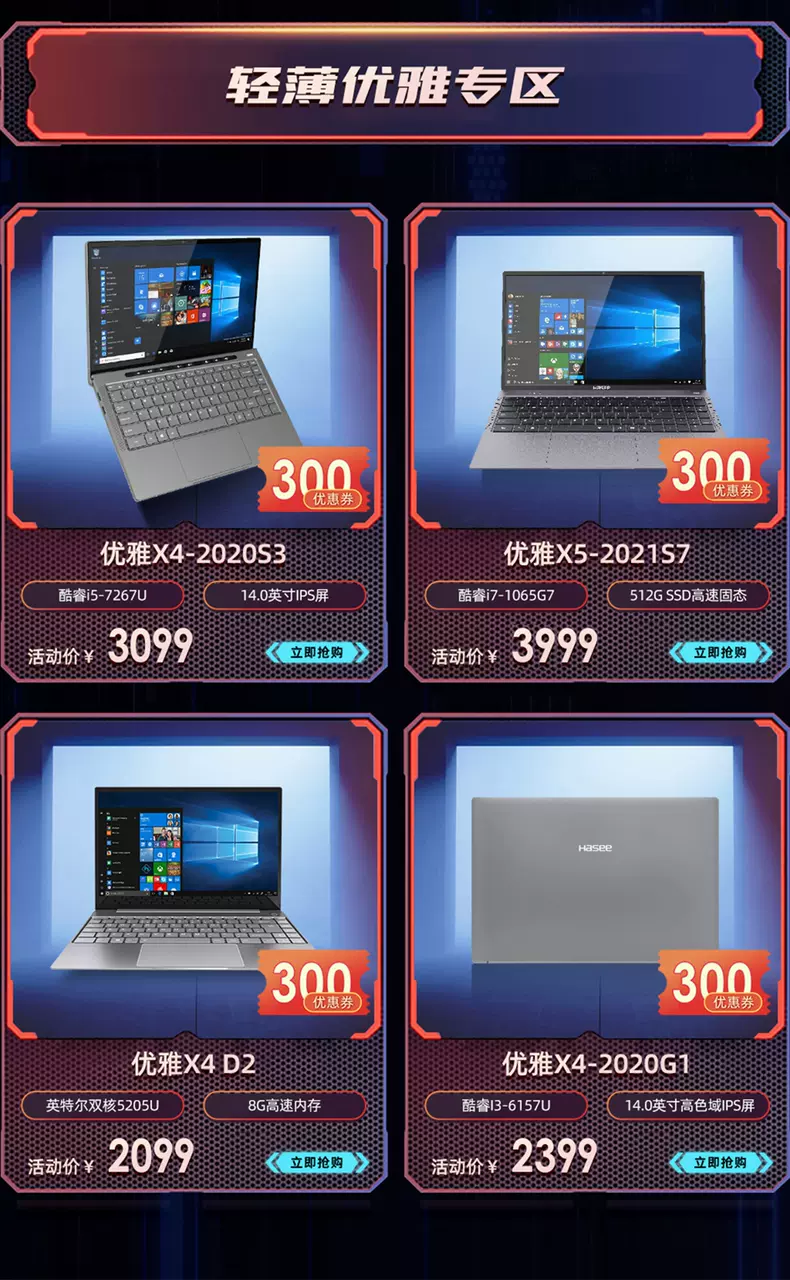 轻薄优雅专区
300
优惠券
优雅X4-2020S3
酷睿i5-7267U
14.0英寸IPS屏
活动价 ¥ 3099
立即抢购
Hasee
300
优惠券
优雅X5-2021S7
酷睿i7-1065G7
512G SSD高速固态
活动价 ¥ 3999
立即抢购
300
优惠券
优雅X4 D2
英特尔双核5205U
8G高速内存
活动价 ¥ 2099
立即抢购
Hasee
300
优惠券
优雅X4-2020G1
酷睿I3-6157U
14.0英寸高色域IPS屏
活动价 ¥ 2399
立即抢购